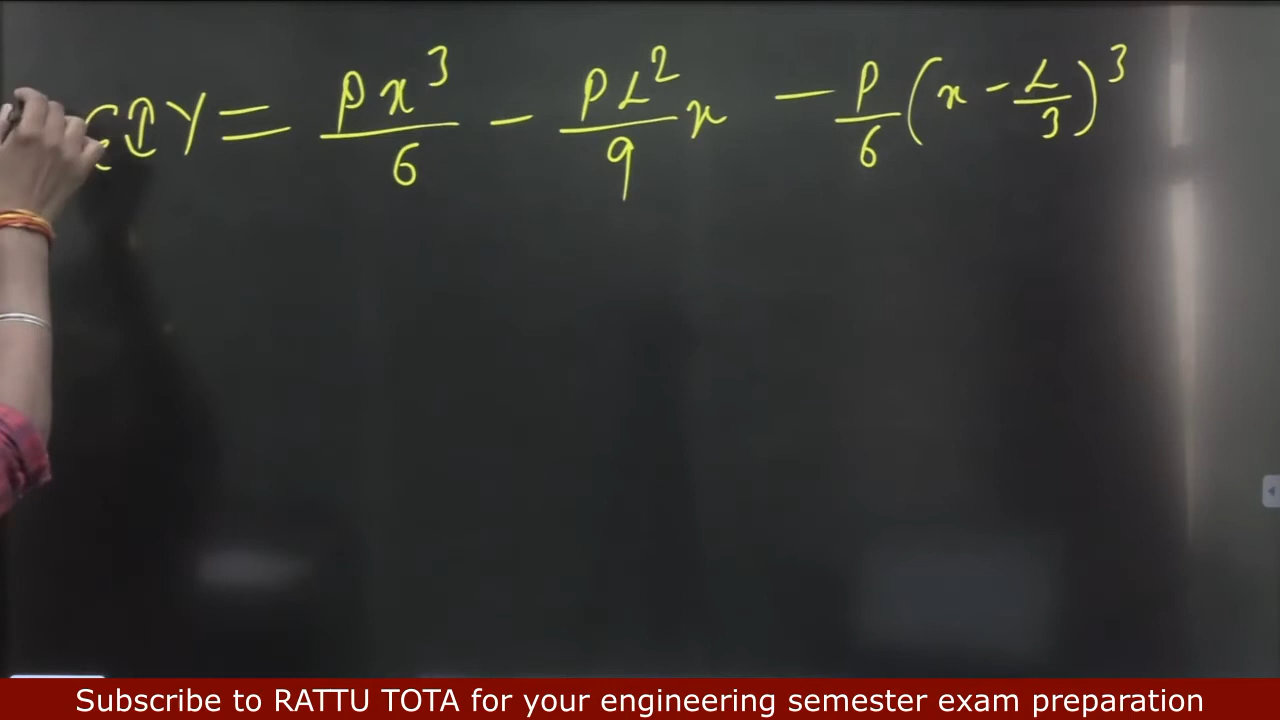 EIY = Px³/6 - PL²/9 x - P/6 (x - L/3)³
Subscribe to RATTU TOTA for your engineering semester exam preparation